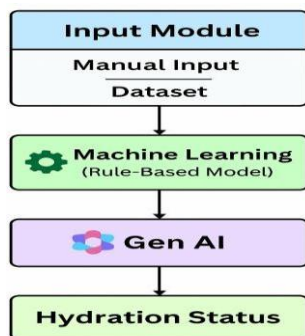 Input Module
Manual Input
Dataset
Machine Learning
(Rule-Based Model)
Gen AI
Hydration Status